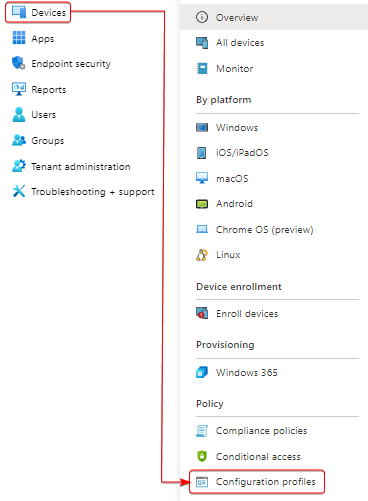 Devices
Apps
Endpoint security
Reports
Users
Groups
Tenant administration
Troubleshooting + support
Overview
All devices
Monitor
By platform
Windows
iOS/iPadOS
macOS
Android
Chrome OS (preview)
Linux
Device enrollment
Enroll devices
Provisioning
Windows 365
Policy
Compliance policies
Conditional access
Configuration profiles